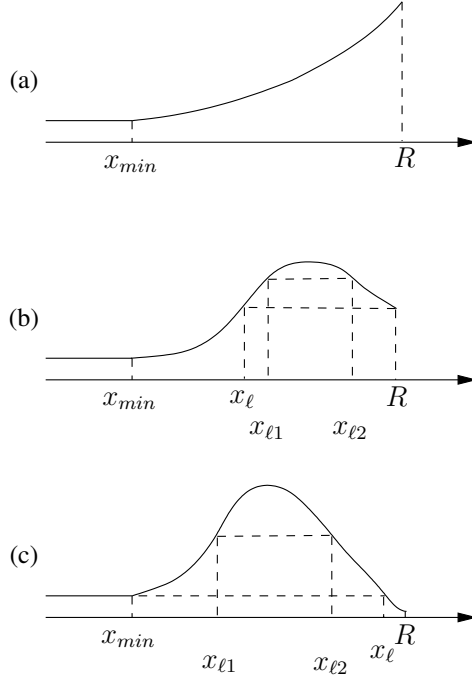 (a)
x_{min} R
(b)
x_{min} x_ℓ R
x_{ℓ1} x_{ℓ2}
(c)
x_{min} x_ℓ R
x_{ℓ1} x_{ℓ2}